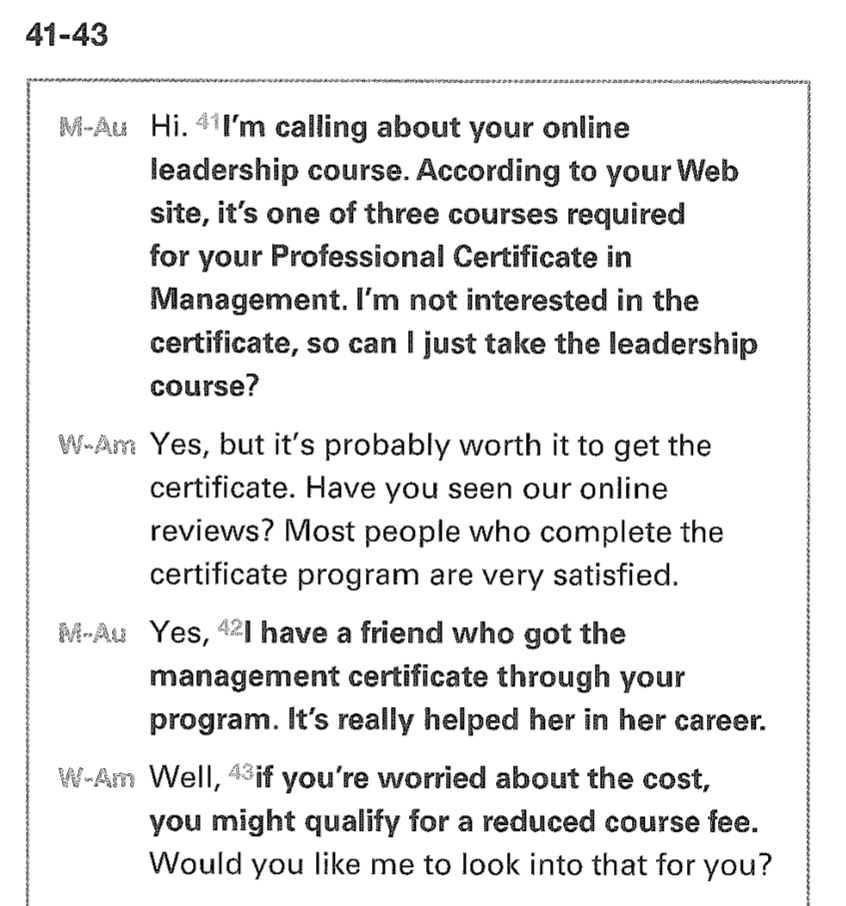 41-43
M-Au Hi. 41I'm calling about your online
leadership course. According to your Web
site, it's one of three courses required
for your Professional Certificate in
Management. I'm not interested in the
certificate, so can I just take the leadership
course?
W-Am Yes, but it's probably worth it to get the
certificate. Have you seen our online
reviews? Most people who complete the
certificate program are very satisfied.
M-Au Yes, 42I have a friend who got the
management certificate through your
program. It's really helped her in her career.
W-Am Well, 43if you're worried about the cost,
you might qualify for a reduced course fee.
Would you like me to look into that for you?